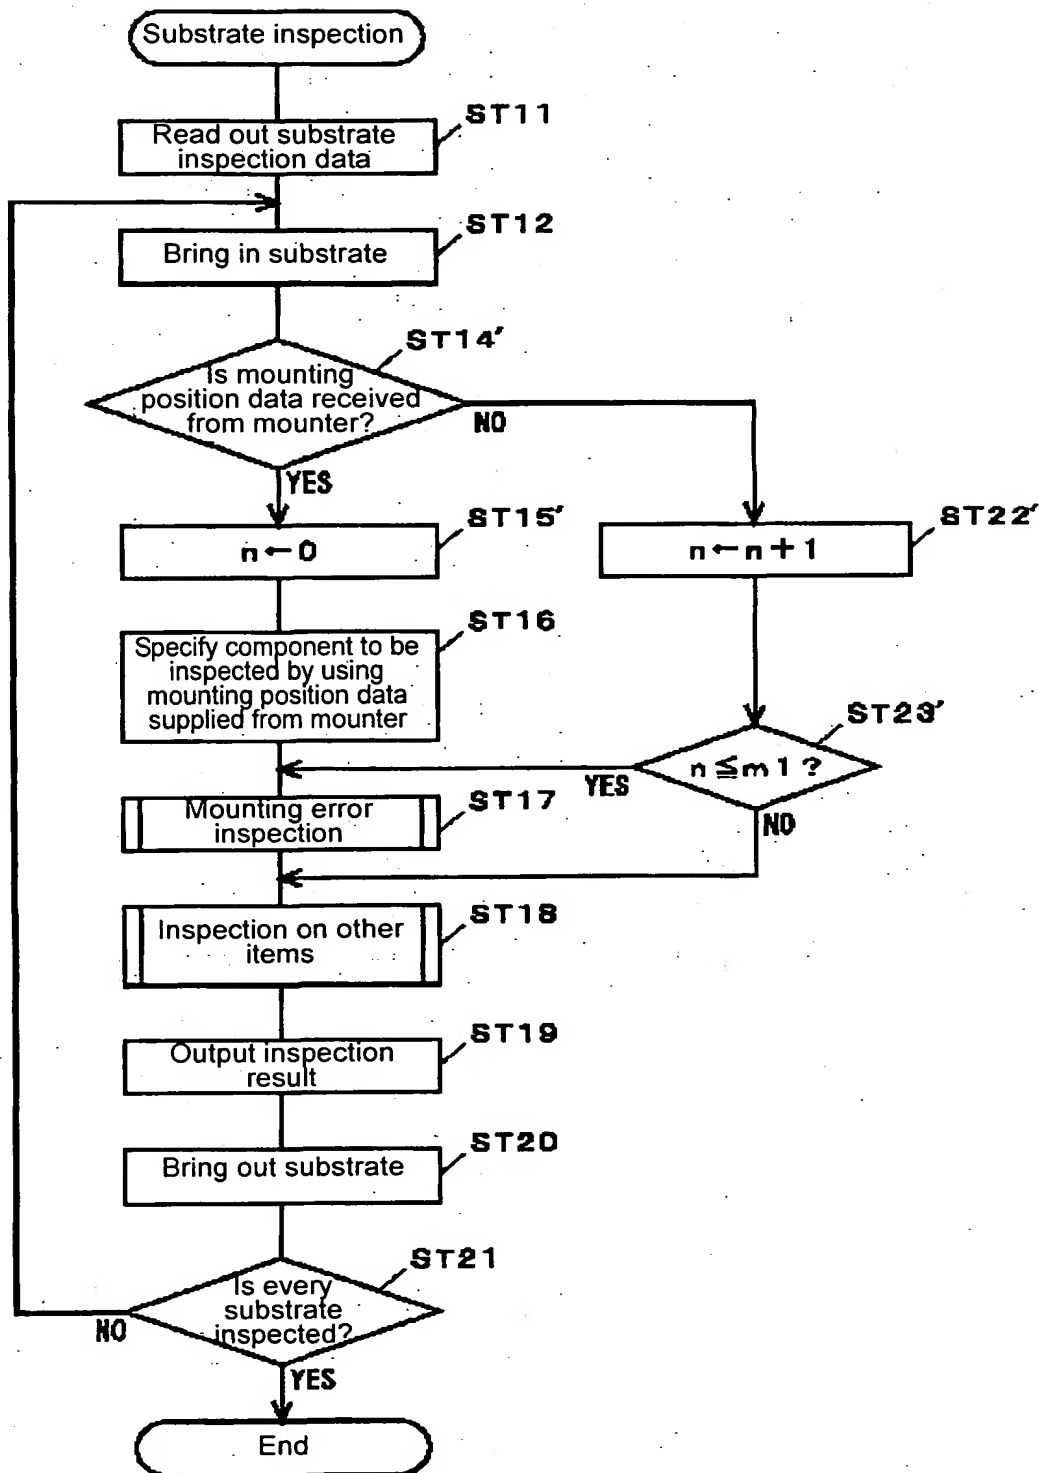 Substrate inspection
ST11
Read out substrate
inspection data
ST12
Bring in substrate
ST14'
Is mounting
position data received
from mounter?
NO
YES
ST15'
n←0
ST22'
n←n+1
ST16
Specify component to be
inspected by using
mounting position data
supplied from mounter
ST23'
n≦m1?
YES
NO
ST17
Mounting error
inspection
ST18
Inspection on other
items
ST19
Output inspection
result
ST20
Bring out substrate
ST21
Is every
substrate
inspected?
NO
YES
End